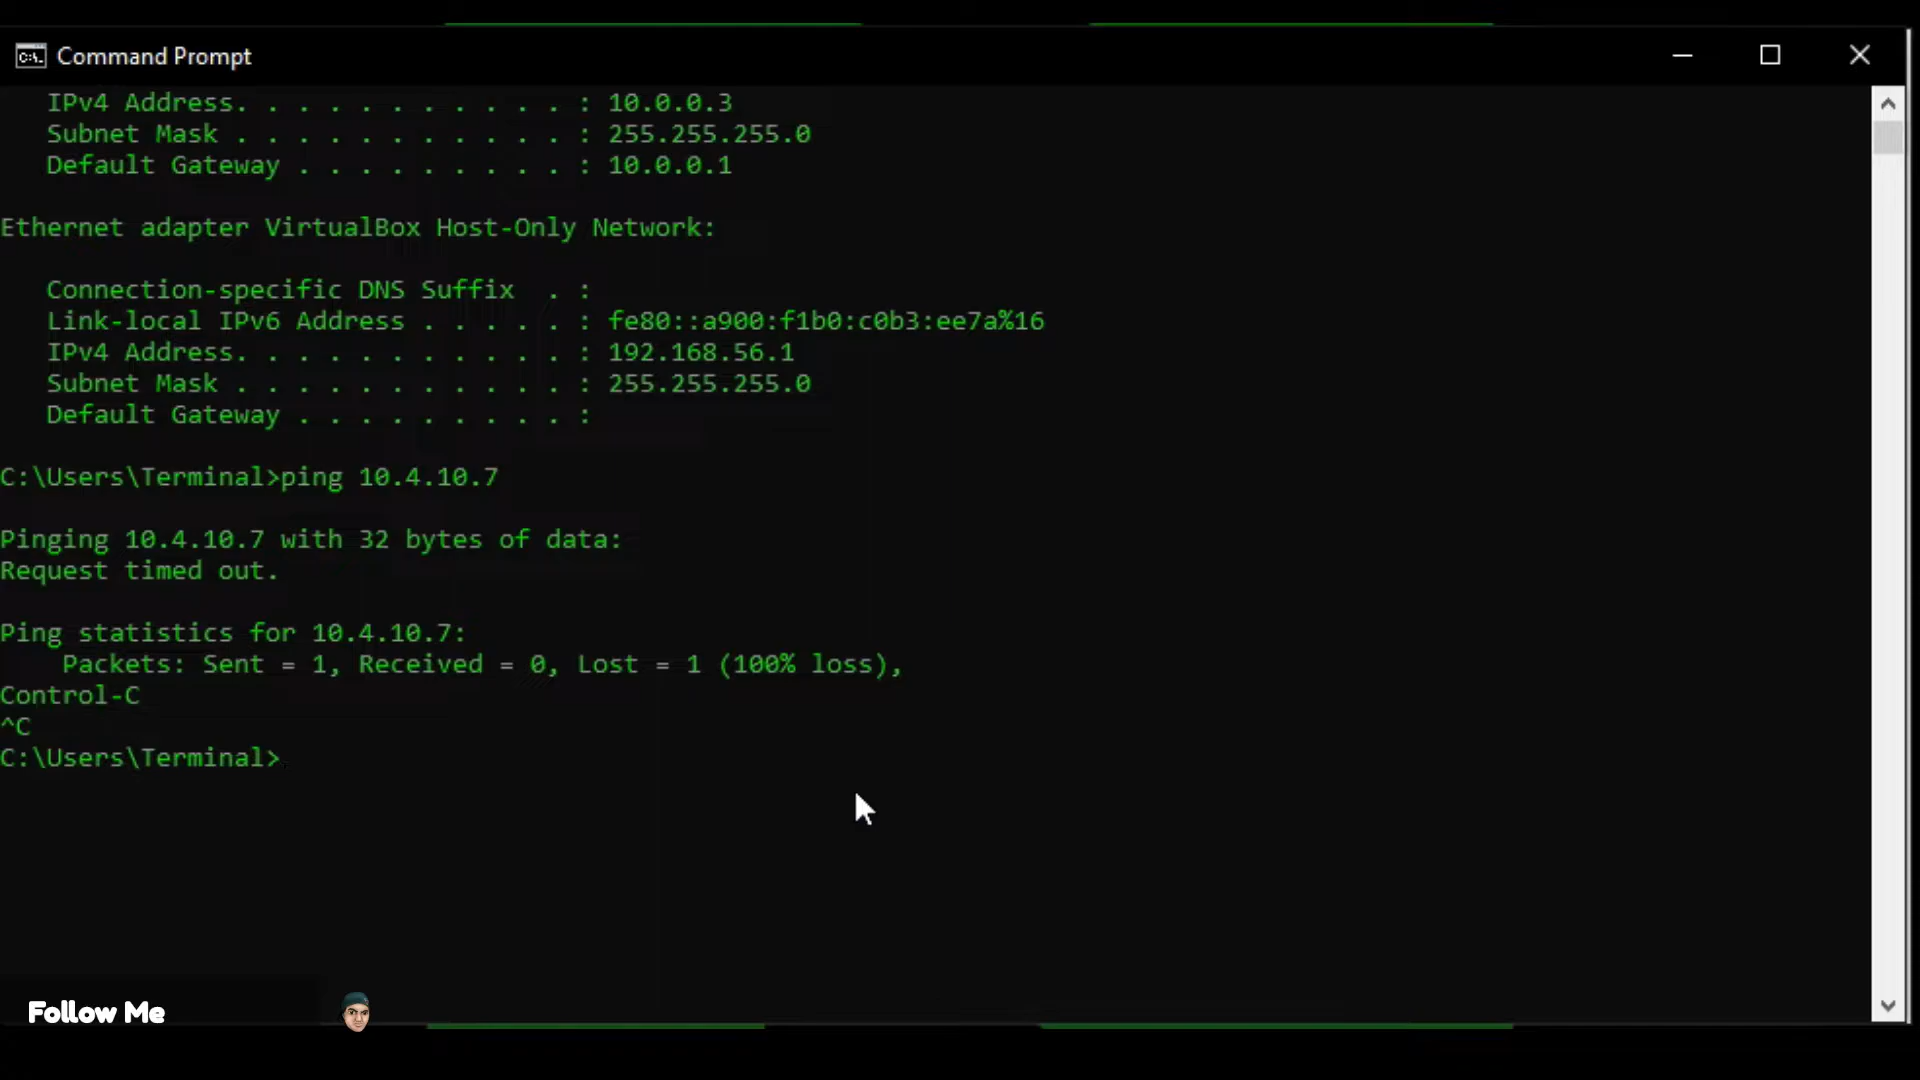 Command Prompt
IPv4 Address. . . . . . . . . . . : 10.0.0.3
Subnet Mask . . . . . . . . . . . : 255.255.255.0
Default Gateway . . . . . . . . . : 10.0.0.1
Ethernet adapter VirtualBox Host-Only Network:
Connection-specific DNS Suffix  . :
Link-local IPv6 Address . . . . . : fe80::a900:f1b0:c0b3:ee7a%16
IPv4 Address. . . . . . . . . . . : 192.168.56.1
Subnet Mask . . . . . . . . . . . : 255.255.255.0
Default Gateway . . . . . . . . . :
C:\Users\Terminal>ping 10.4.10.7
Pinging 10.4.10.7 with 32 bytes of data:
Request timed out.
Ping statistics for 10.4.10.7:
Packets: Sent = 1, Received = 0, Lost = 1 (100% loss),
Control-C
^C
C:\Users\Terminal>
Follow Me